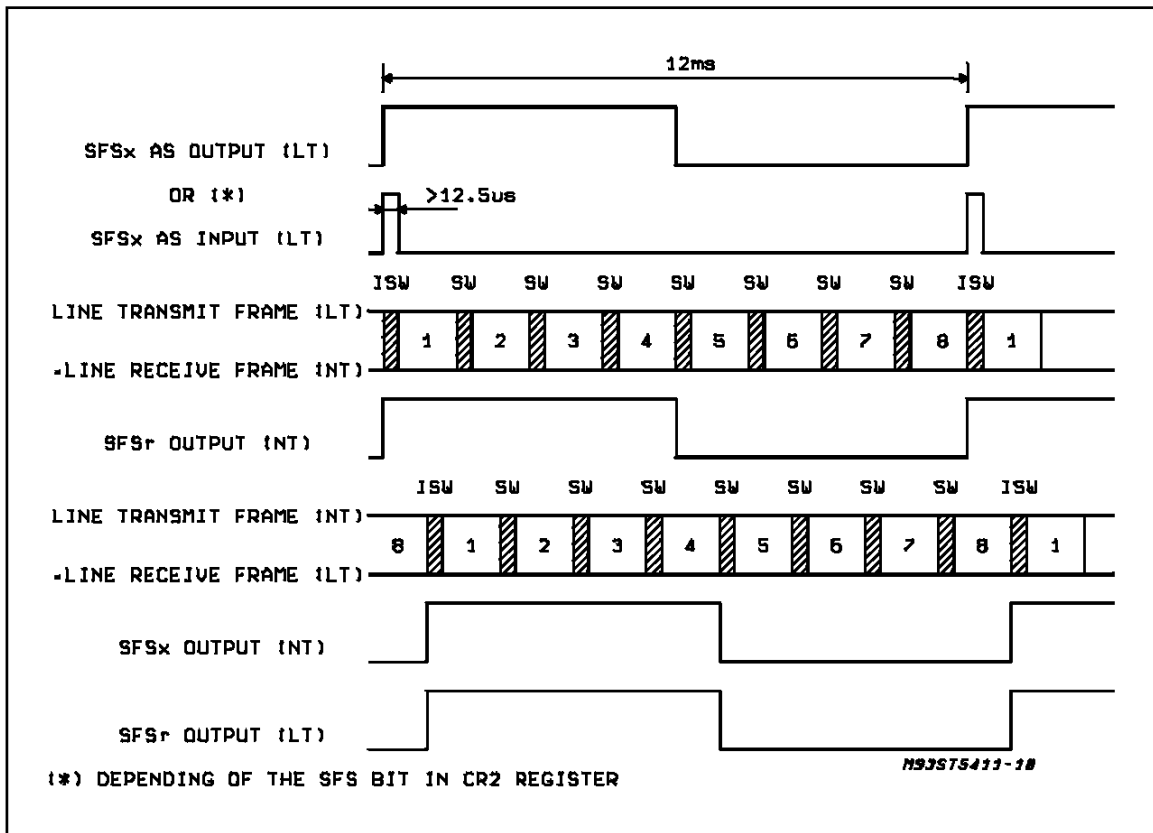 12ms
SFSx AS OUTPUT (LT)
OR (*)
>12.5us
SFSx AS INPUT (LT)
ISW SW SW SW SW SW SW SW ISW
LINE TRANSMIT FRAME (LT)
1 2 3 4 5 6 7 8 1
=LINE RECEIVE FRAME (NT)
SFSr OUTPUT (NT)
ISW SW SW SW SW SW SW SW ISW
LINE TRANSMIT FRAME (NT)
8 1 2 3 4 5 6 7 8 1
=LINE RECEIVE FRAME (LT)
SFSx OUTPUT (NT)
SFSr OUTPUT (LT)
M93ST5411-10
(*) DEPENDING OF THE SFS BIT IN CR2 REGISTER